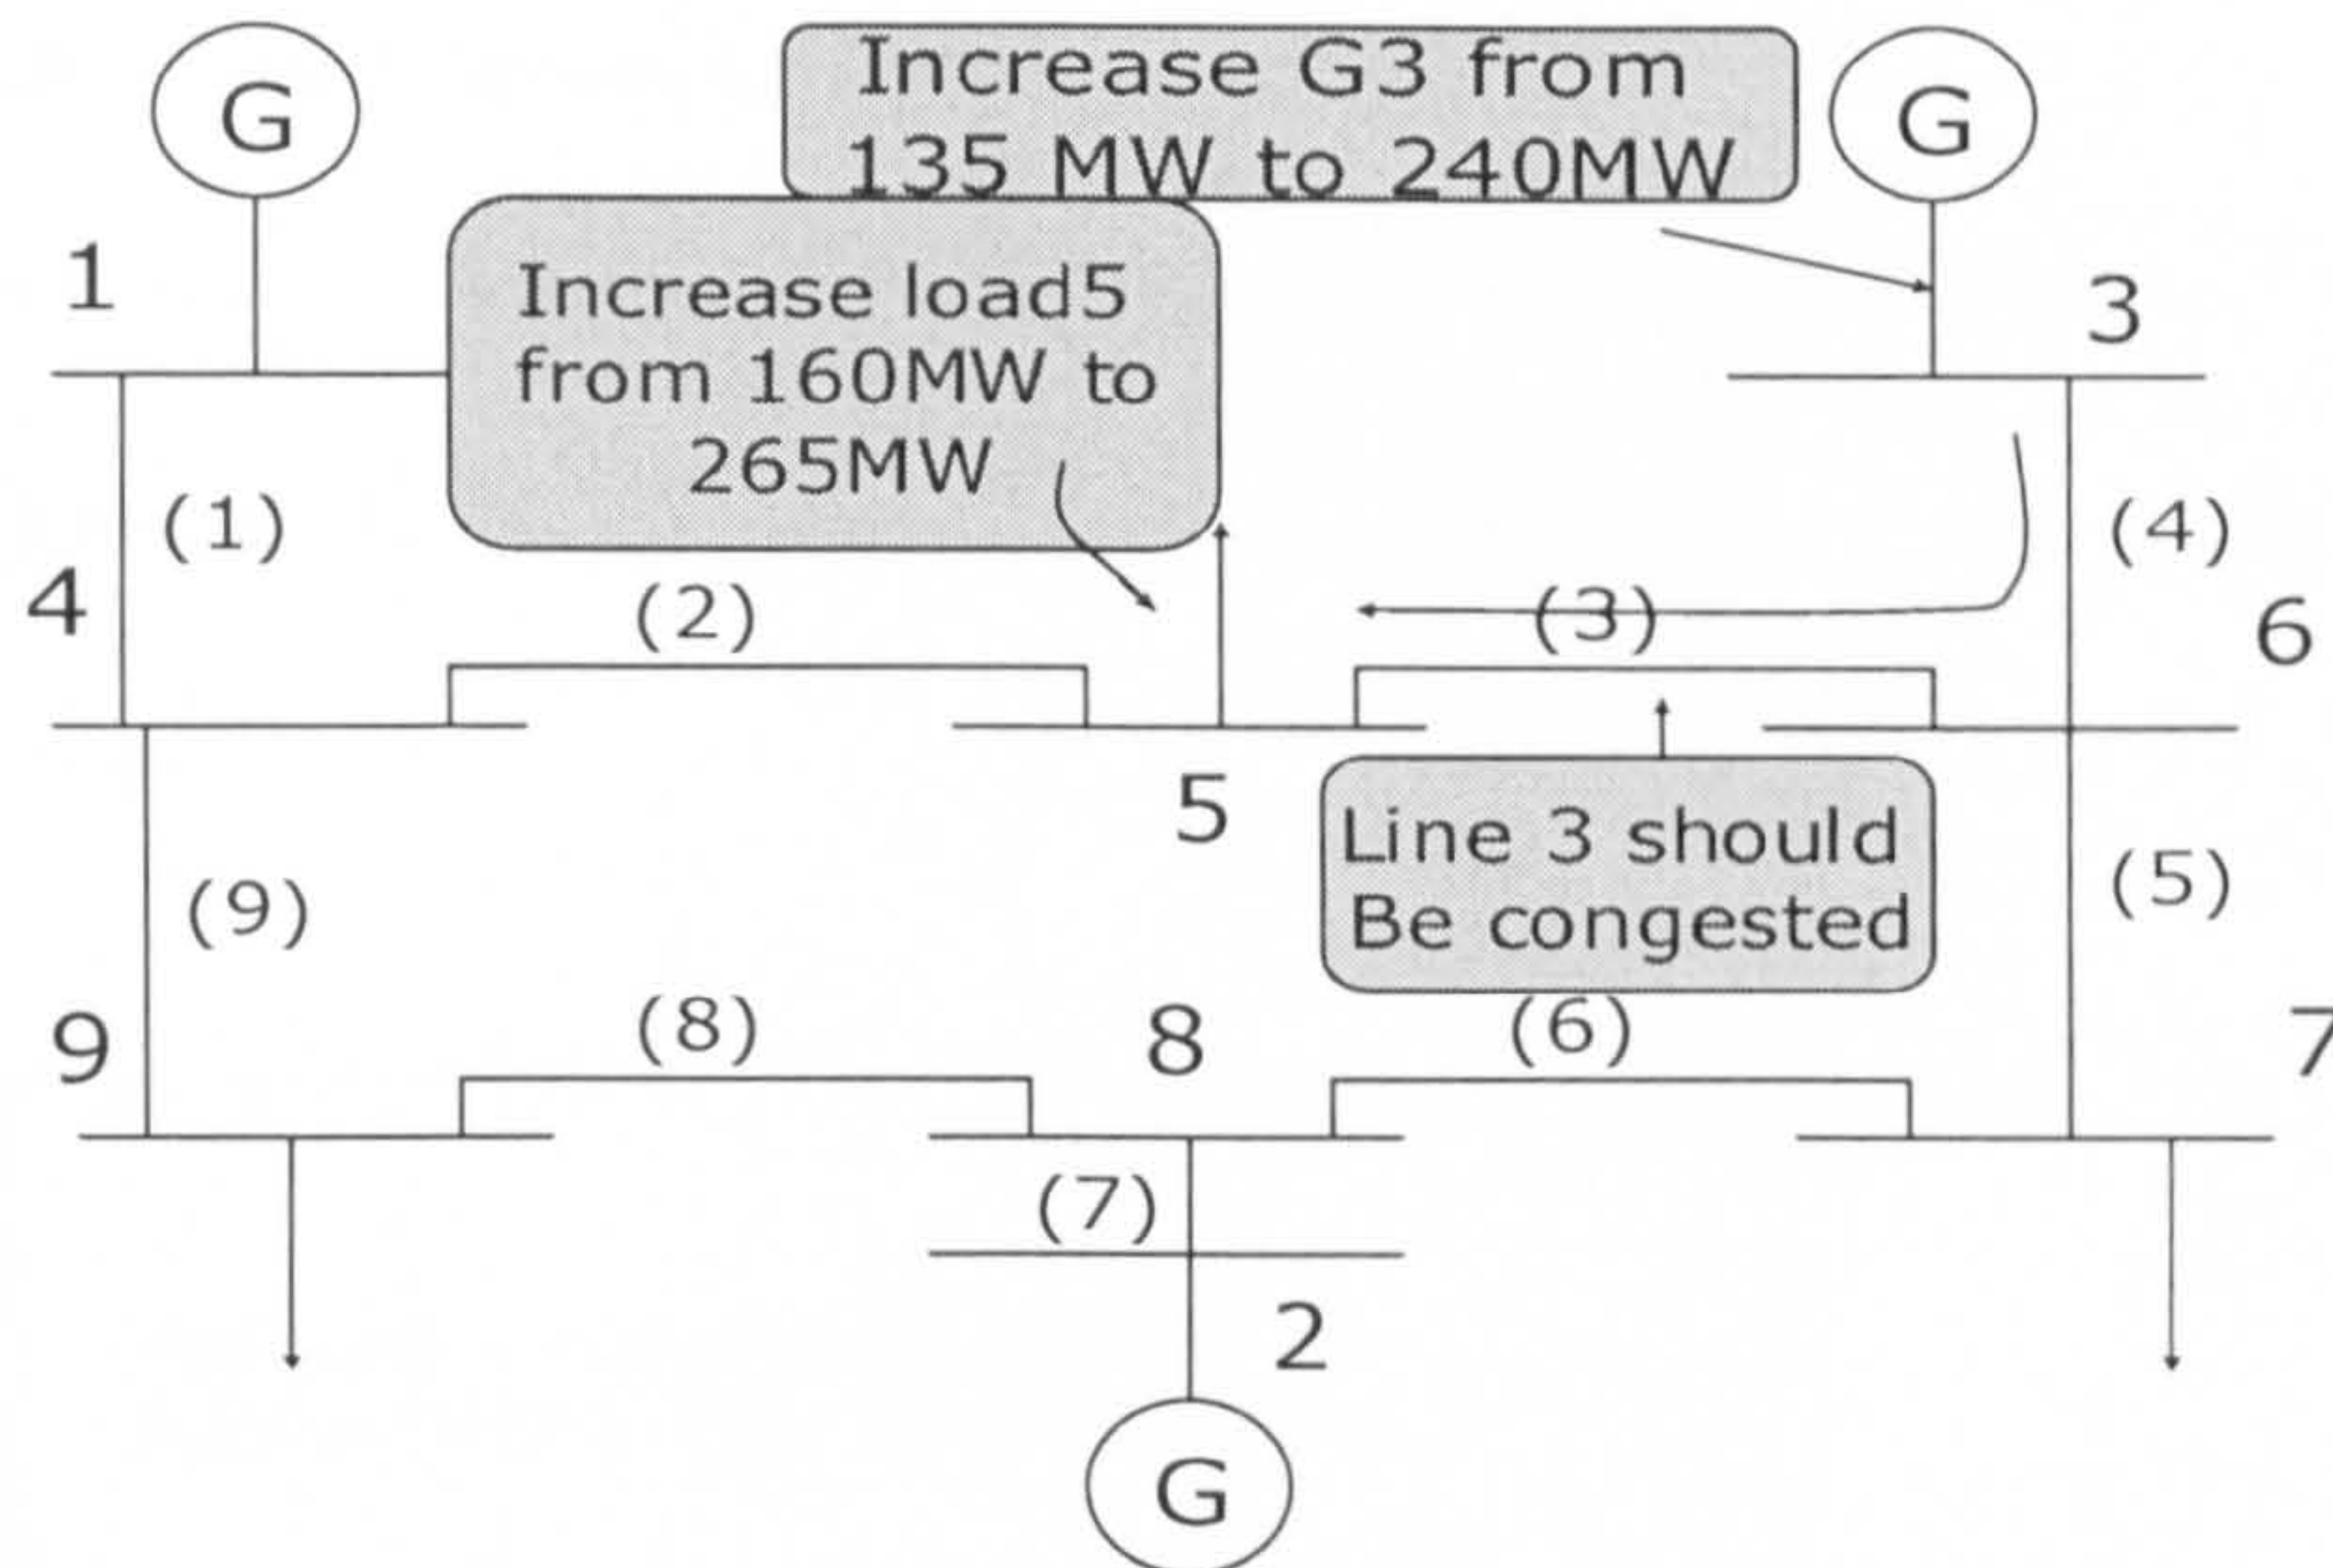 G
Increase G3 from
135 MW to 240MW
G
1
Increase load5
from 160MW to
265MW
3
(1)
(4)
4
(2)
(3)
6
5
Line 3 should
Be congested
(5)
(9)
9
(8)
8
(6)
7
(7)
2
G